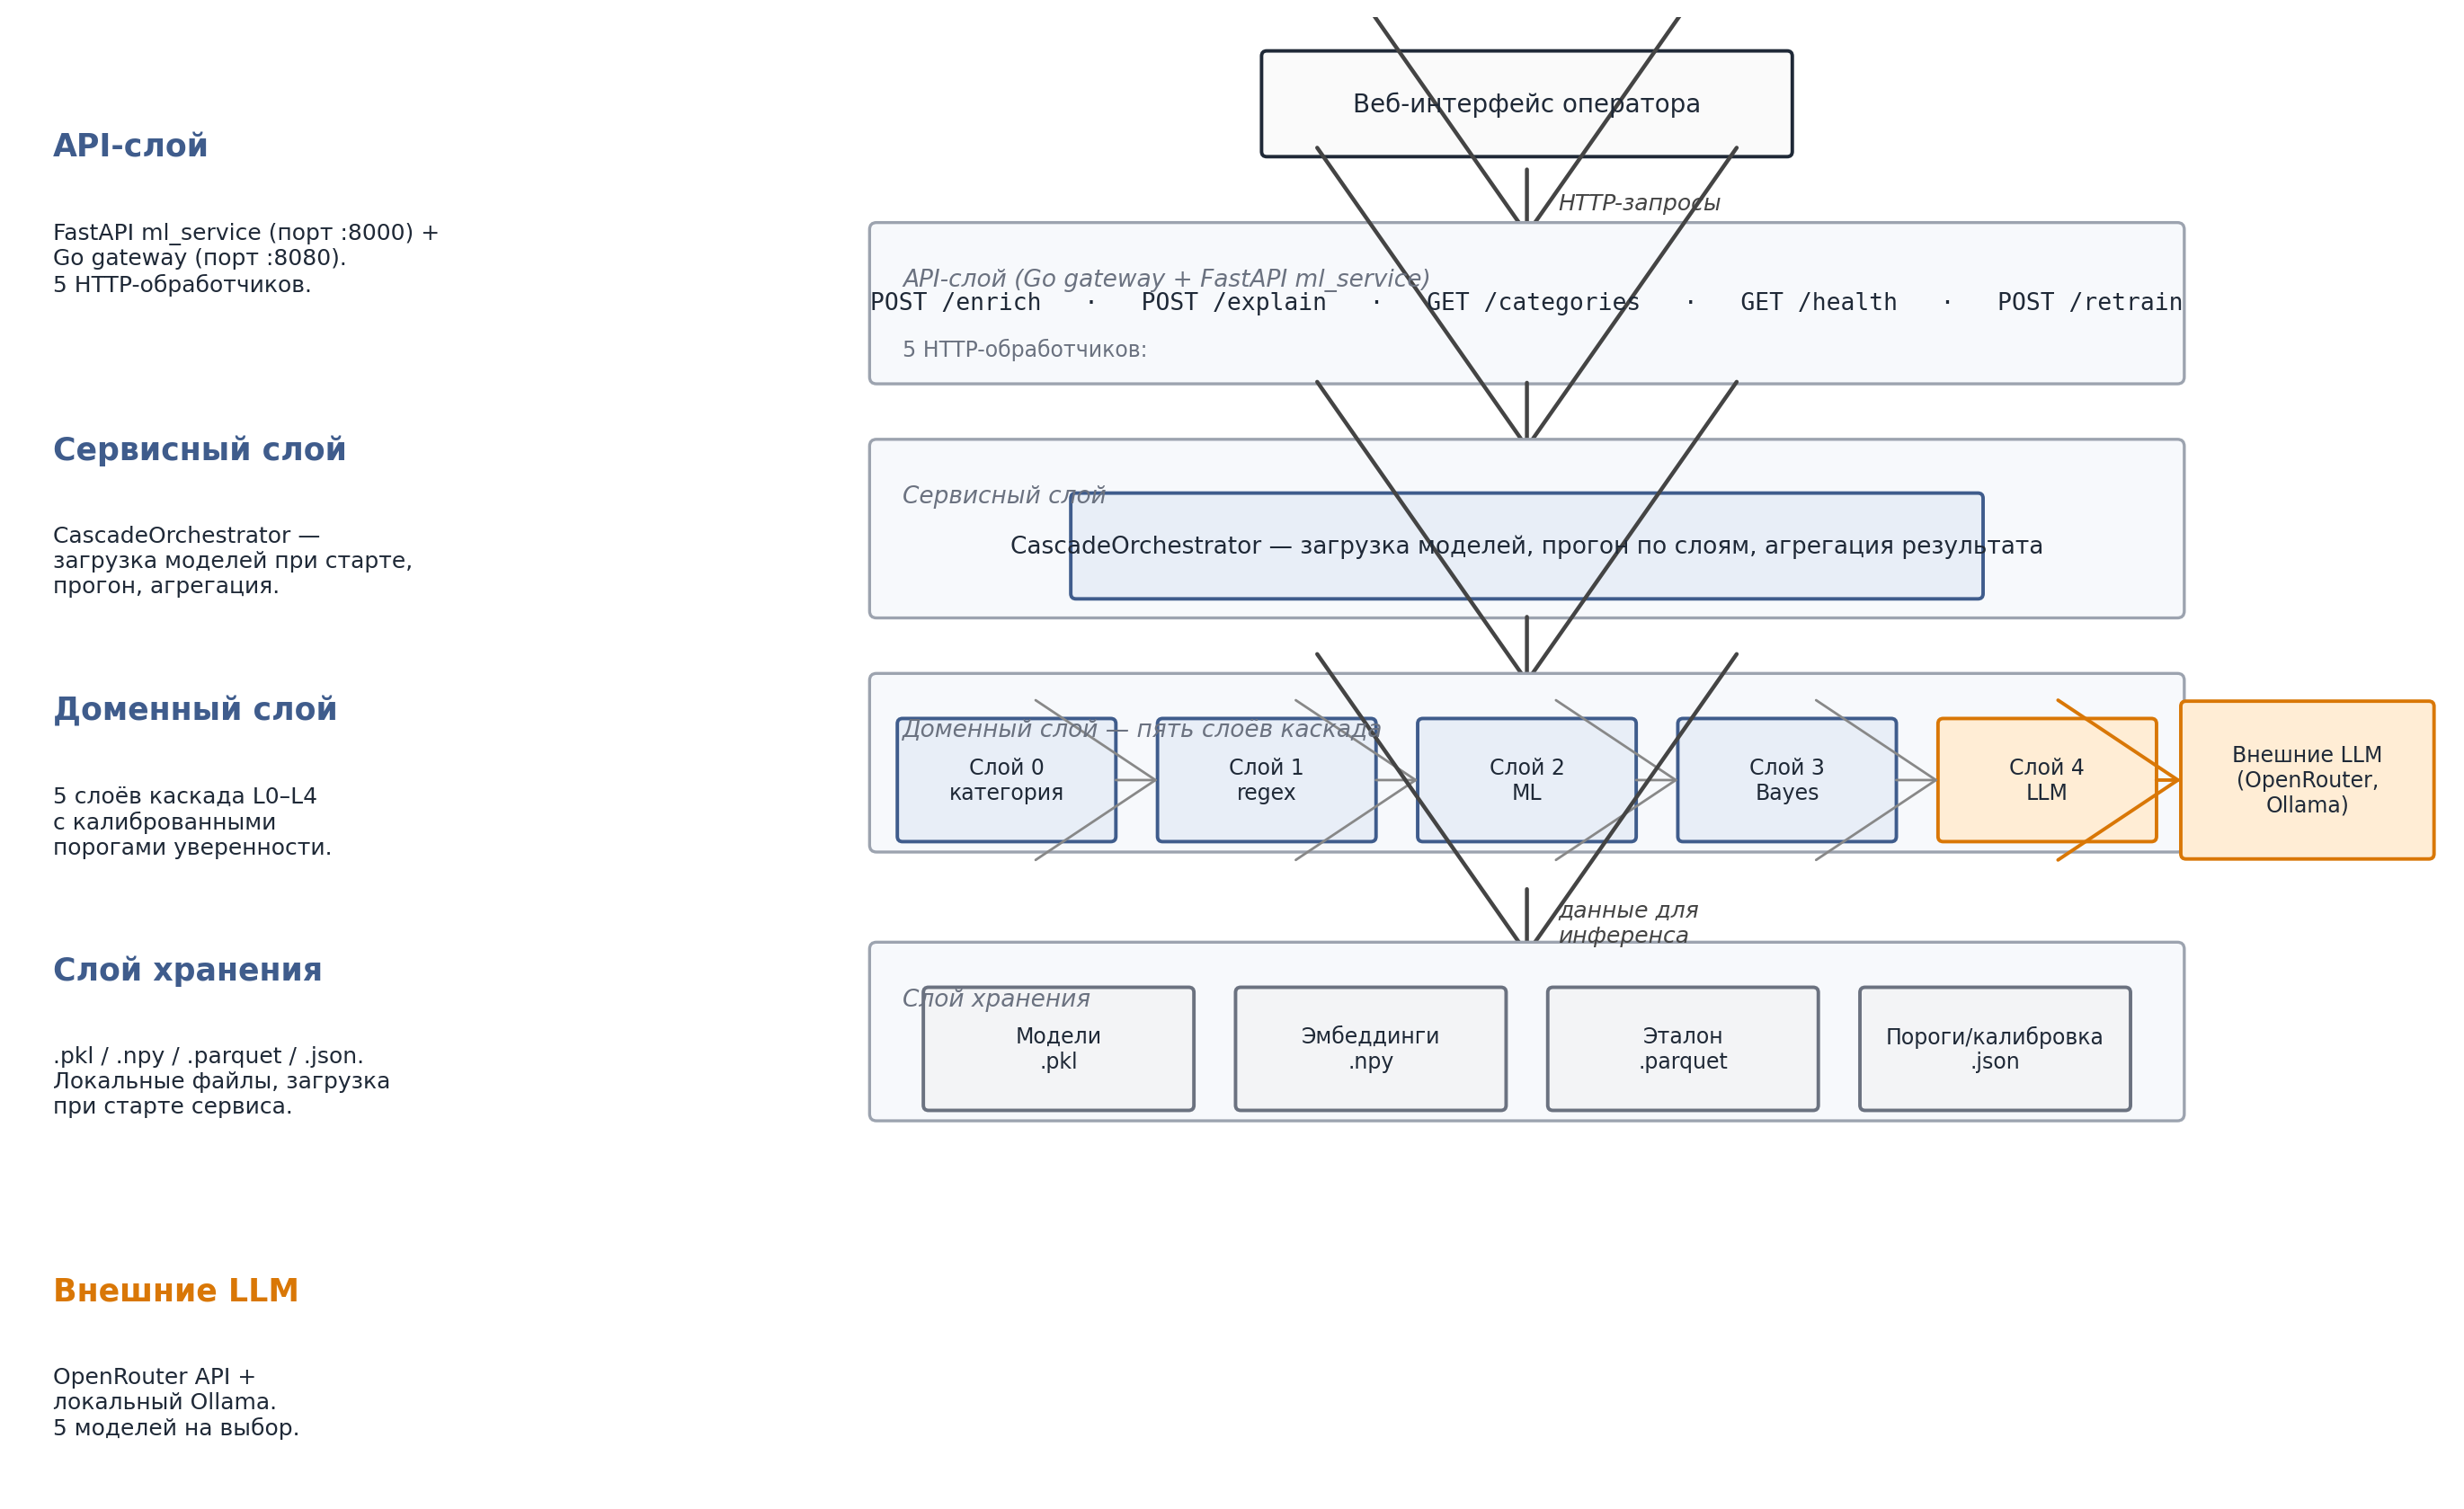 API-слой
FastAPI ml_service (порт :8000) +
Go gateway (порт :8080).
5 HTTP-обработчиков.
Сервисный слой
CascadeOrchestrator —
загрузка моделей при старте,
прогон, агрегация.
Доменный слой
5 слоёв каскада L0–L4
с калиброванными
порогами уверенности.
Слой хранения
.pkl / .npy / .parquet / .json.
Локальные файлы, загрузка
при старте сервиса.
Внешние LLM
OpenRouter API +
локальный Ollama.
5 моделей на выбор.
Веб-интерфейс оператора
HTTP-запросы
API-слой (Go gateway + FastAPI ml_service)
POST /enrich · POST /explain · GET /categories · GET /health · POST /retrain
5 HTTP-обработчиков:
Сервисный слой
CascadeOrchestrator — загрузка моделей, прогон по слоям, агрегация результата
Доменный слой — пять слоёв каскада
Слой 0
категория
Слой 1
regex
Слой 2
ML
Слой 3
Bayes
Слой 4
LLM
Внешние LLM
(OpenRouter,
Ollama)
данные для
инференса
Слой хранения
Модели
.pkl
Эмбеддинги
.npy
Эталон
.parquet
Пороги/калибровка
.json